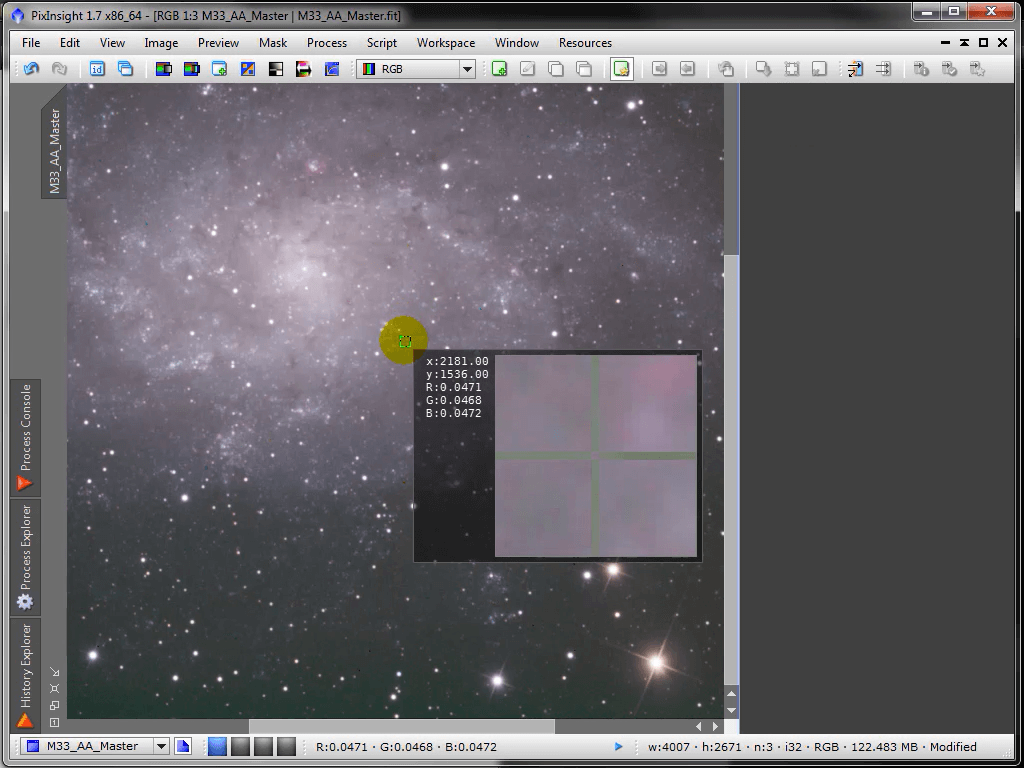 PixInsight 1.7 x86_64 - [RGB 1:3 M33_AA_Master | M33_AA_Master.fit]
File Edit View Image Preview Mask Process Script Workspace Window Resources
id
RGB
M33_AA_Master
x:2181.00
y:1536.00
R:0.0471
G:0.0468
B:0.0472
Process Console
Process Explorer
History Explorer
M33_AA_Master
R:0.0471 · G:0.0468 · B:0.0472
w:4007 · h:2671 · n:3 · i32 · RGB · 122.483 MB · Modified